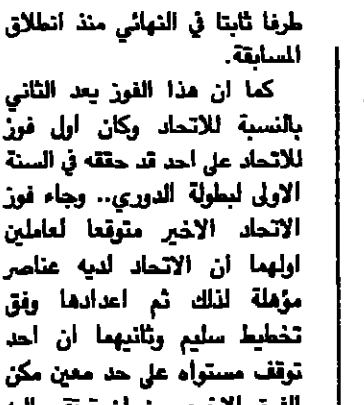 طرفا ثابتا في النهائي منذ انطلاق
المسابقة.
كما ان هذا الفوز يعد الثاني
بالنسبة للاتحاد وكان اول فوز
للاتحاد على احد قد حققه في السنة
الاولى لبطولة الدوري.. وجاء فوز
الاتحاد الاخير متوقعا لعاملين
اولهما ان الاتحاد لديه عناصر
مؤهلة لذلك ثم اعدادها وفق
تخطيط سليم وثانيهما ان احد
توقف مستواه على حد معين مكن